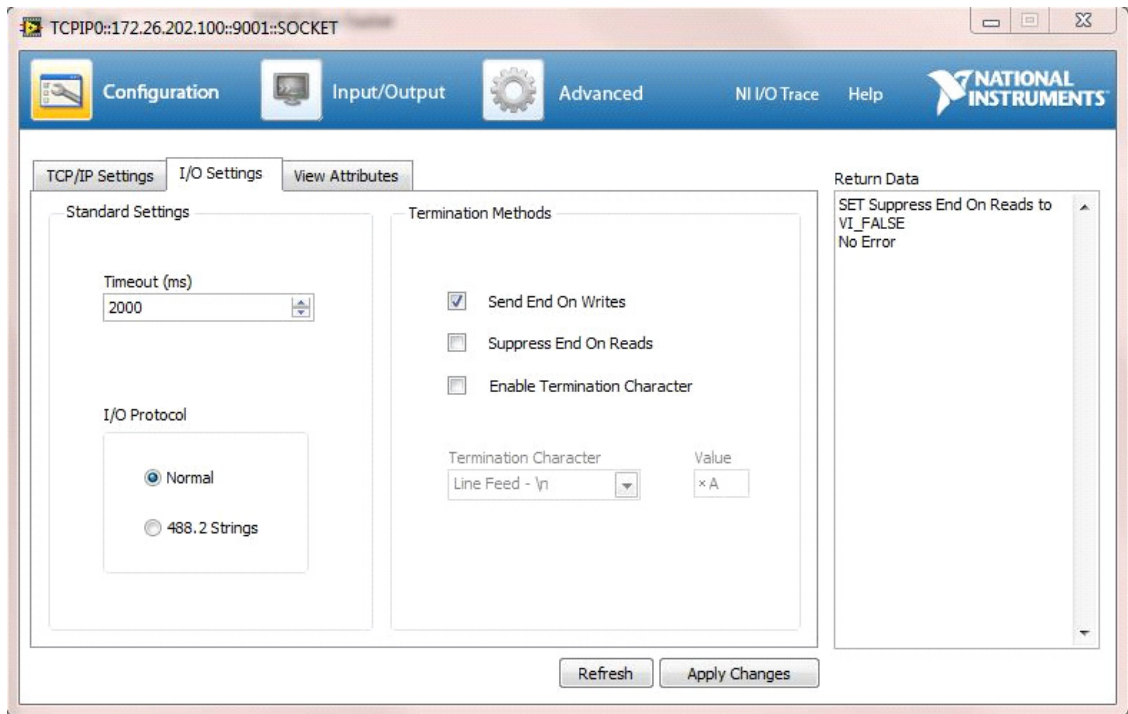 TCPIP0::172.26.202.100::9001::SOCKET
Configuration
Input/Output
Advanced
NI I/O Trace
Help
NATIONAL
INSTRUMENTS
TCP/IP Settings
I/O Settings
View Attributes
Standard Settings
Timeout (ms)
2000
I/O Protocol
Normal
488.2 Strings
Termination Methods
Send End On Writes
Suppress End On Reads
Enable Termination Character
Termination Character
Line Feed - \n
Value
× A
Return Data
SET Suppress End On Reads to
VI_FALSE
No Error
Refresh
Apply Changes